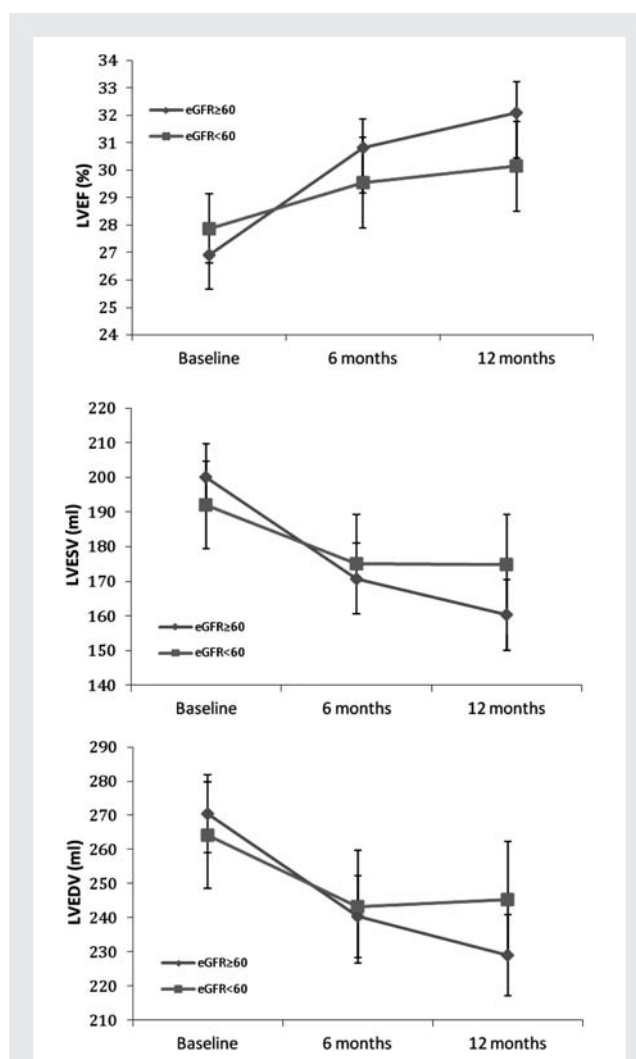 34
33
32
31
30
29
28
27
26
25
24
LVEF (%)
eGFR≥60
eGFR<60
Baseline 6 months 12 months
220
210
200
190
180
170
160
150
140
LVESV (ml)
eGFR≥60
eGFR<60
Baseline 6 months 12 months
290
280
270
260
250
240
230
220
210
LVEDV (ml)
eGFR≥60
eGFR<60
Baseline 6 months 12 months